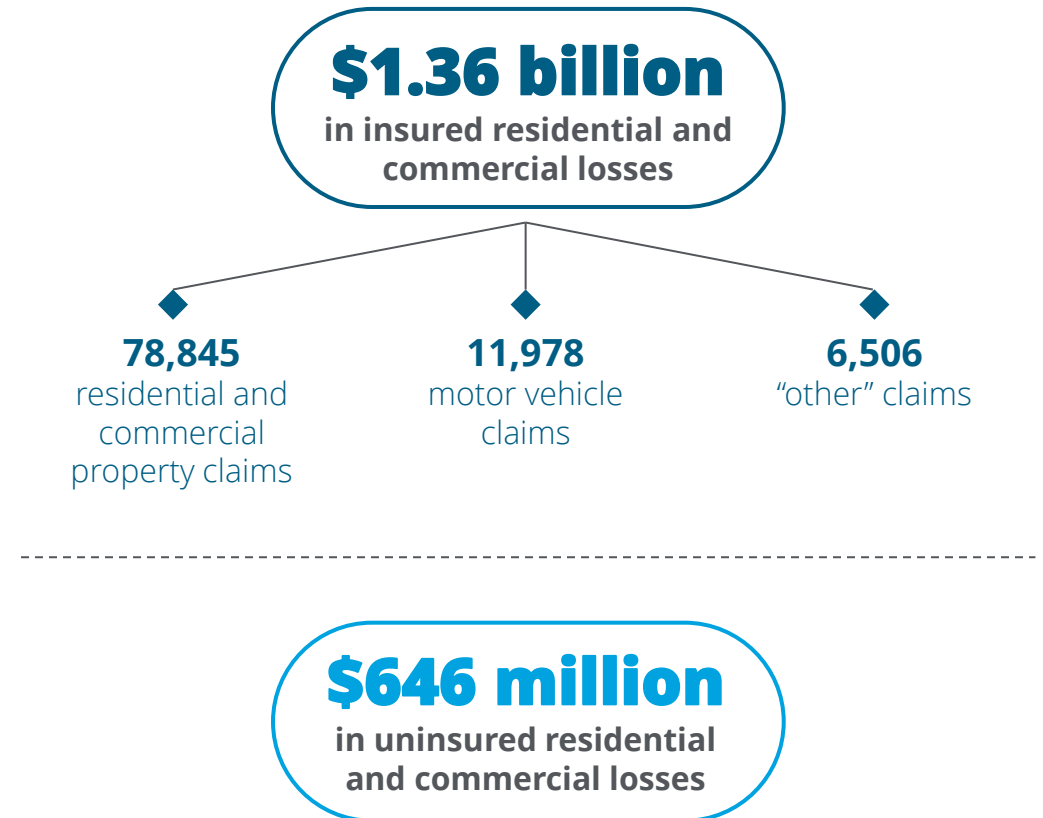 $1.36 billion
in insured residential and
commercial losses
78,845
residential and
commercial
property claims
11,978
motor vehicle
claims
6,506
“other” claims
$646 million
in uninsured residential
and commercial losses